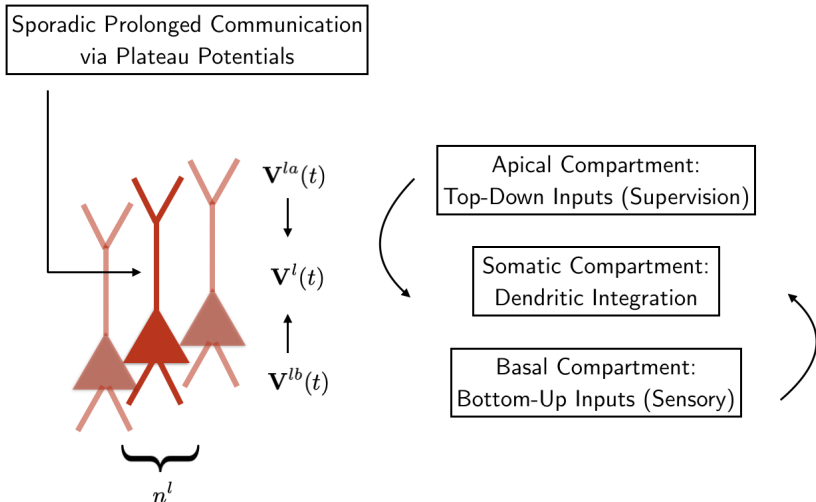 Sporadic Prolonged Communication
via Plateau Potentials
V^{la}(t)
V^{l}(t)
V^{lb}(t)
n^{l}
Apical Compartment:
Top-Down Inputs (Supervision)
Somatic Compartment:
Dendritic Integration
Basal Compartment:
Bottom-Up Inputs (Sensory)